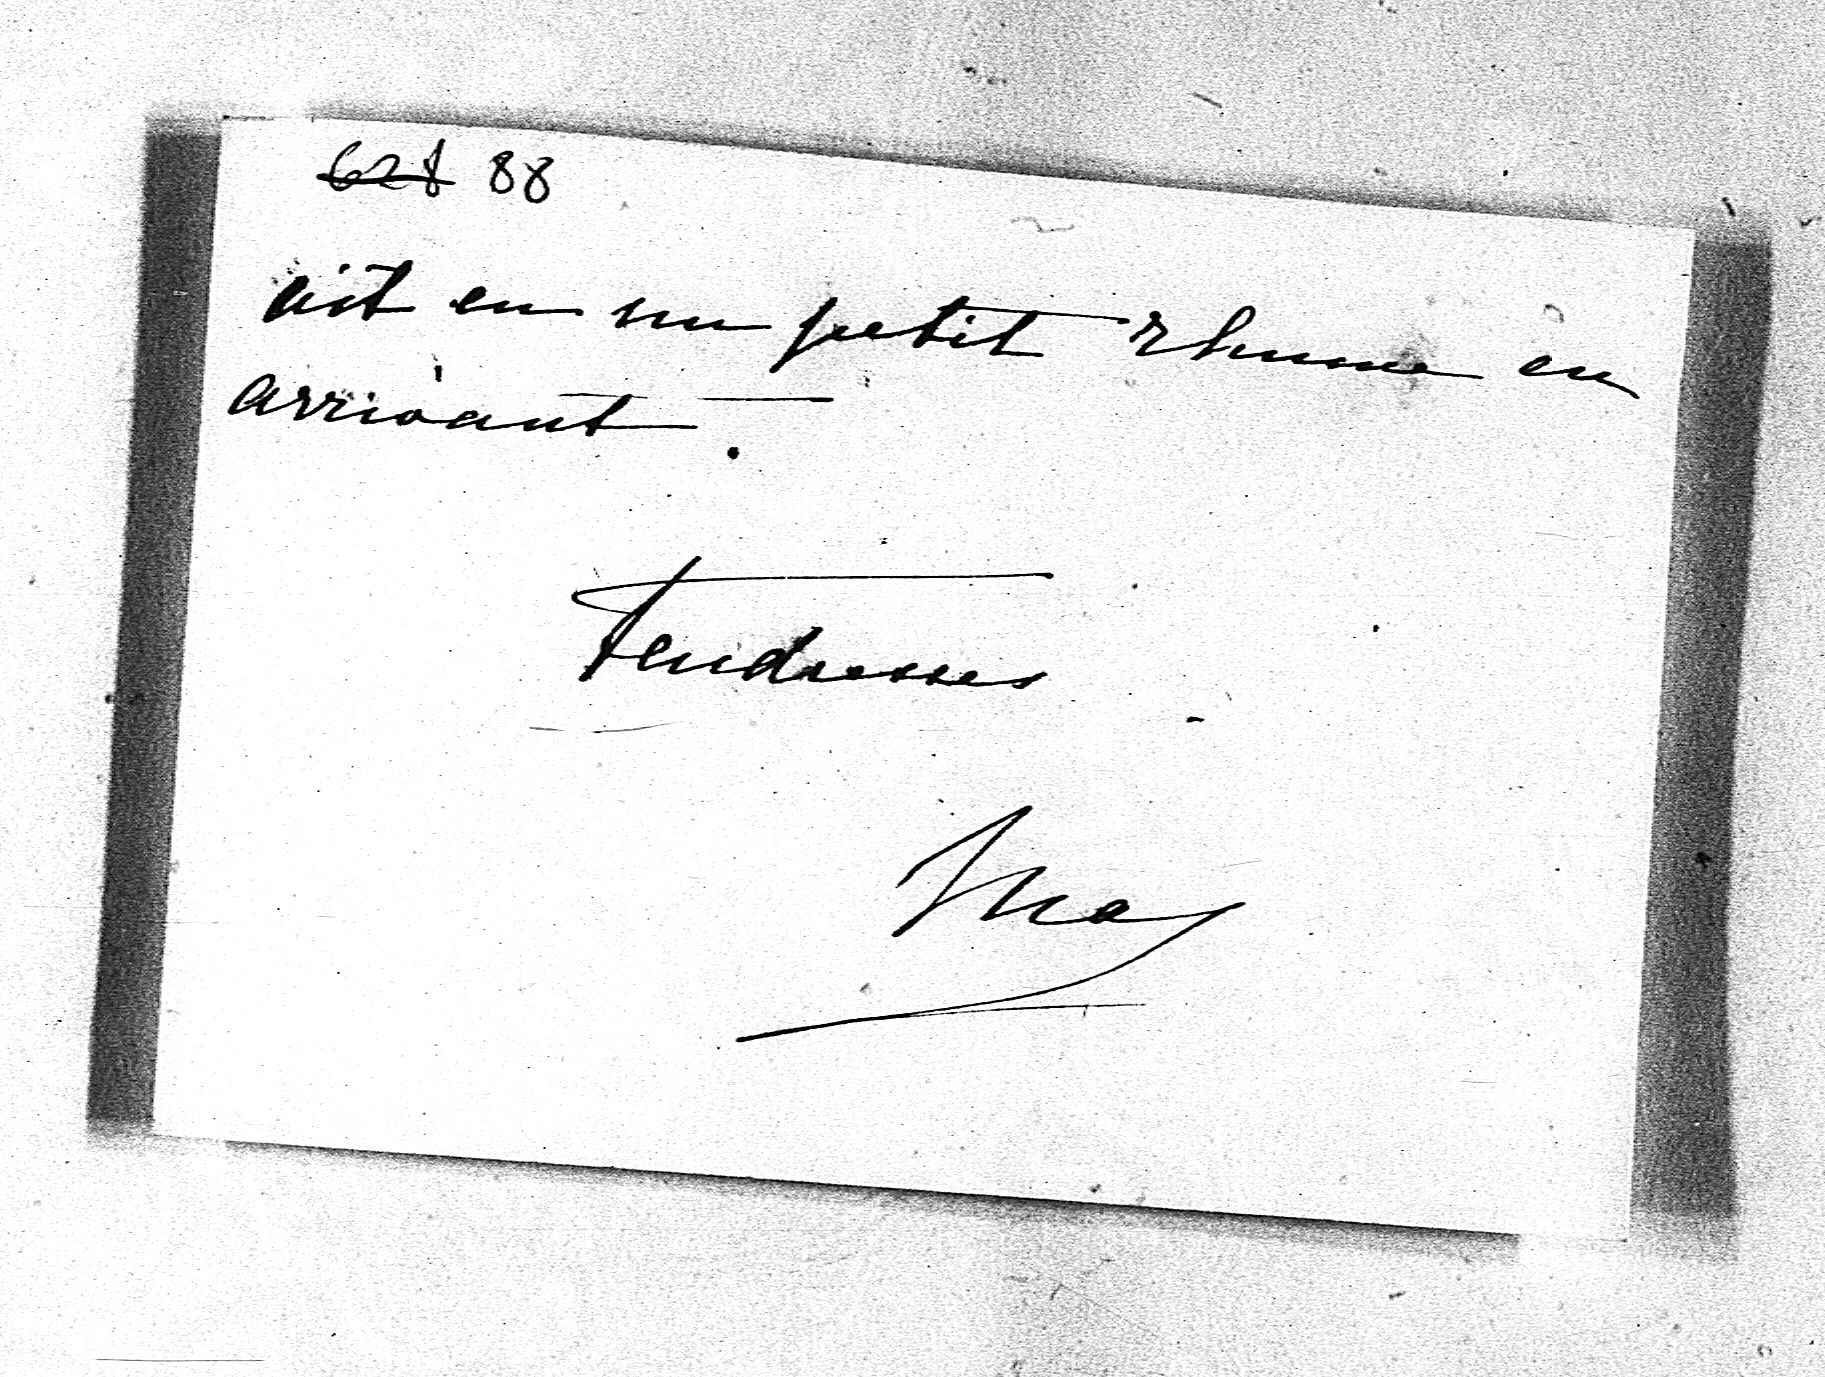 ~~628~~ 88
ait eu un petit rhume en
arrivant.
Tendresses
May